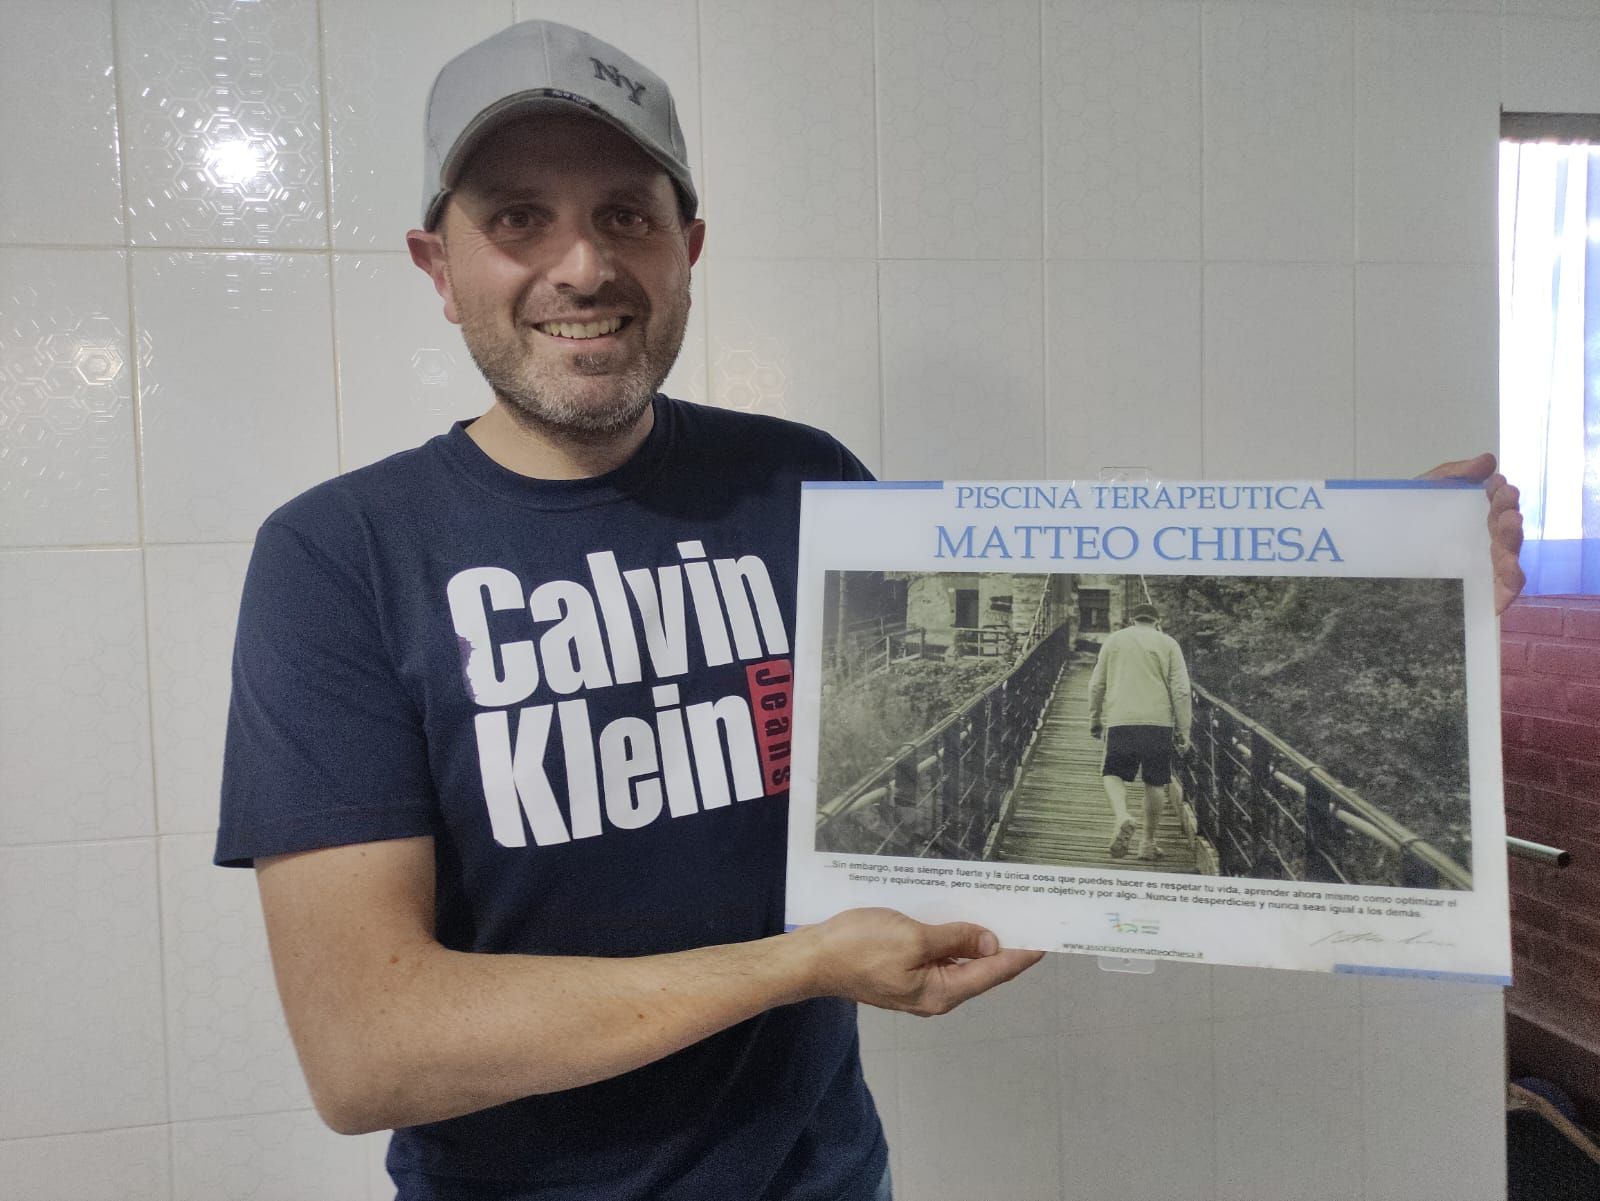 NY
Calvin
Klein
Jeans
PISCINA TERAPEUTICA
MATTEO CHIESA
...Sin embargo, seas siempre fuerte y la única cosa que puedes hacer es respetar tu vida, aprender ahora mismo como optimizar el
tiempo y equivocarse, pero siempre por un objetivo y por algo...Nunca te desperdicies y nunca seas igual a los demás.
www.associazionematteochiesa.it